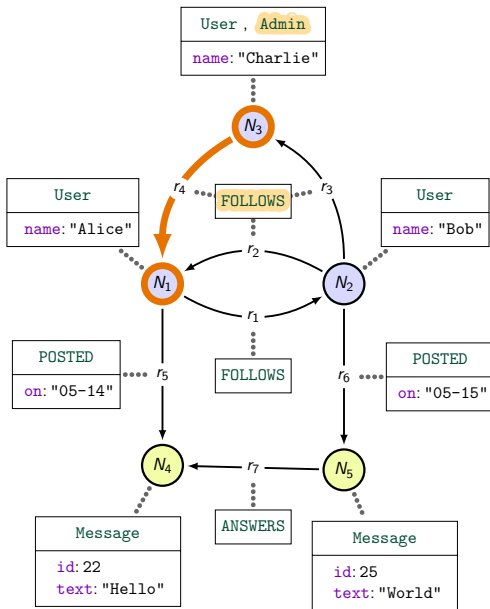 User , Admin
name: "Charlie"
N3
r4
r3
User
name: "Alice"
FOLLOWS
User
name: "Bob"
r2
N1
N2
r1
POSTED
on: "05-14"
r5
FOLLOWS
r6
POSTED
on: "05-15"
N4
r7
N5
Message
id: 22
text: "Hello"
ANSWERS
Message
id: 25
text: "World"